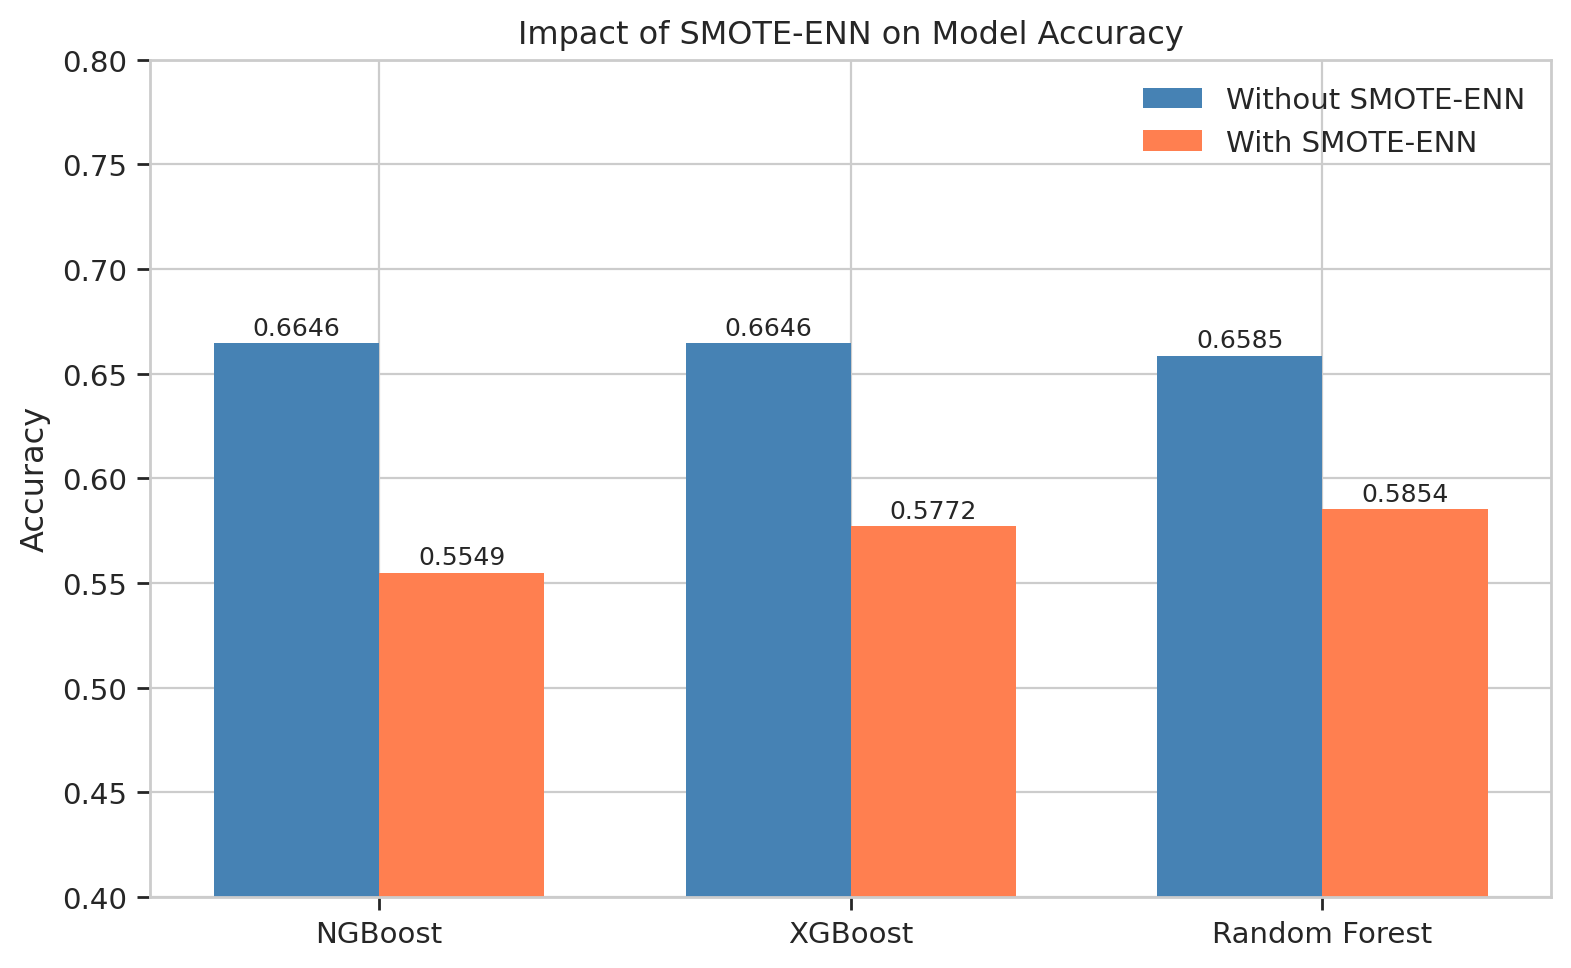 Impact of SMOTE-ENN on Model Accuracy
Without SMOTE-ENN
With SMOTE-ENN
Accuracy
0.80
0.75
0.70
0.65
0.60
0.55
0.50
0.45
0.40
0.6646
0.5549
0.6646
0.5772
0.6585
0.5854
NGBoost
XGBoost
Random Forest